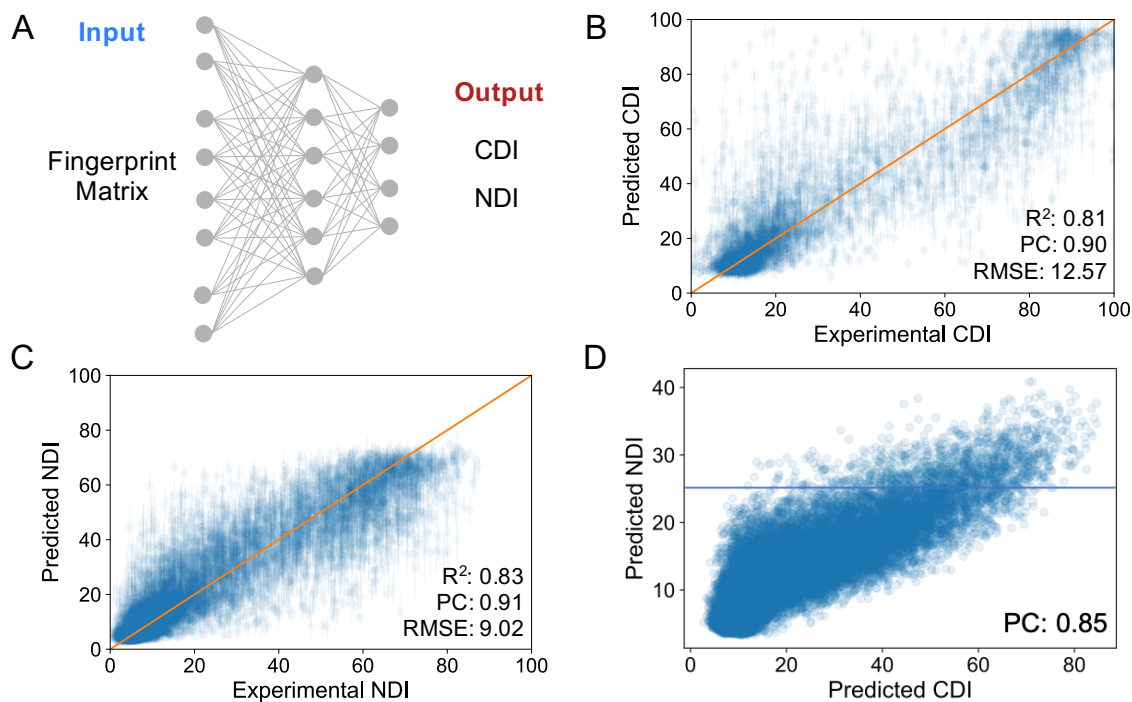 A
Input
Fingerprint
Matrix
Output
CDI
NDI
B
Predicted CDI
100
80
60
40
20
0
R²: 0.81
PC: 0.90
RMSE: 12.57
0 20 40 60 80 100
Experimental CDI
C
Predicted NDI
100
80
60
40
20
0
R²: 0.83
PC: 0.91
RMSE: 9.02
0 20 40 60 80 100
Experimental NDI
D
Predicted NDI
40
30
20
10
PC: 0.85
0 20 40 60 80
Predicted CDI